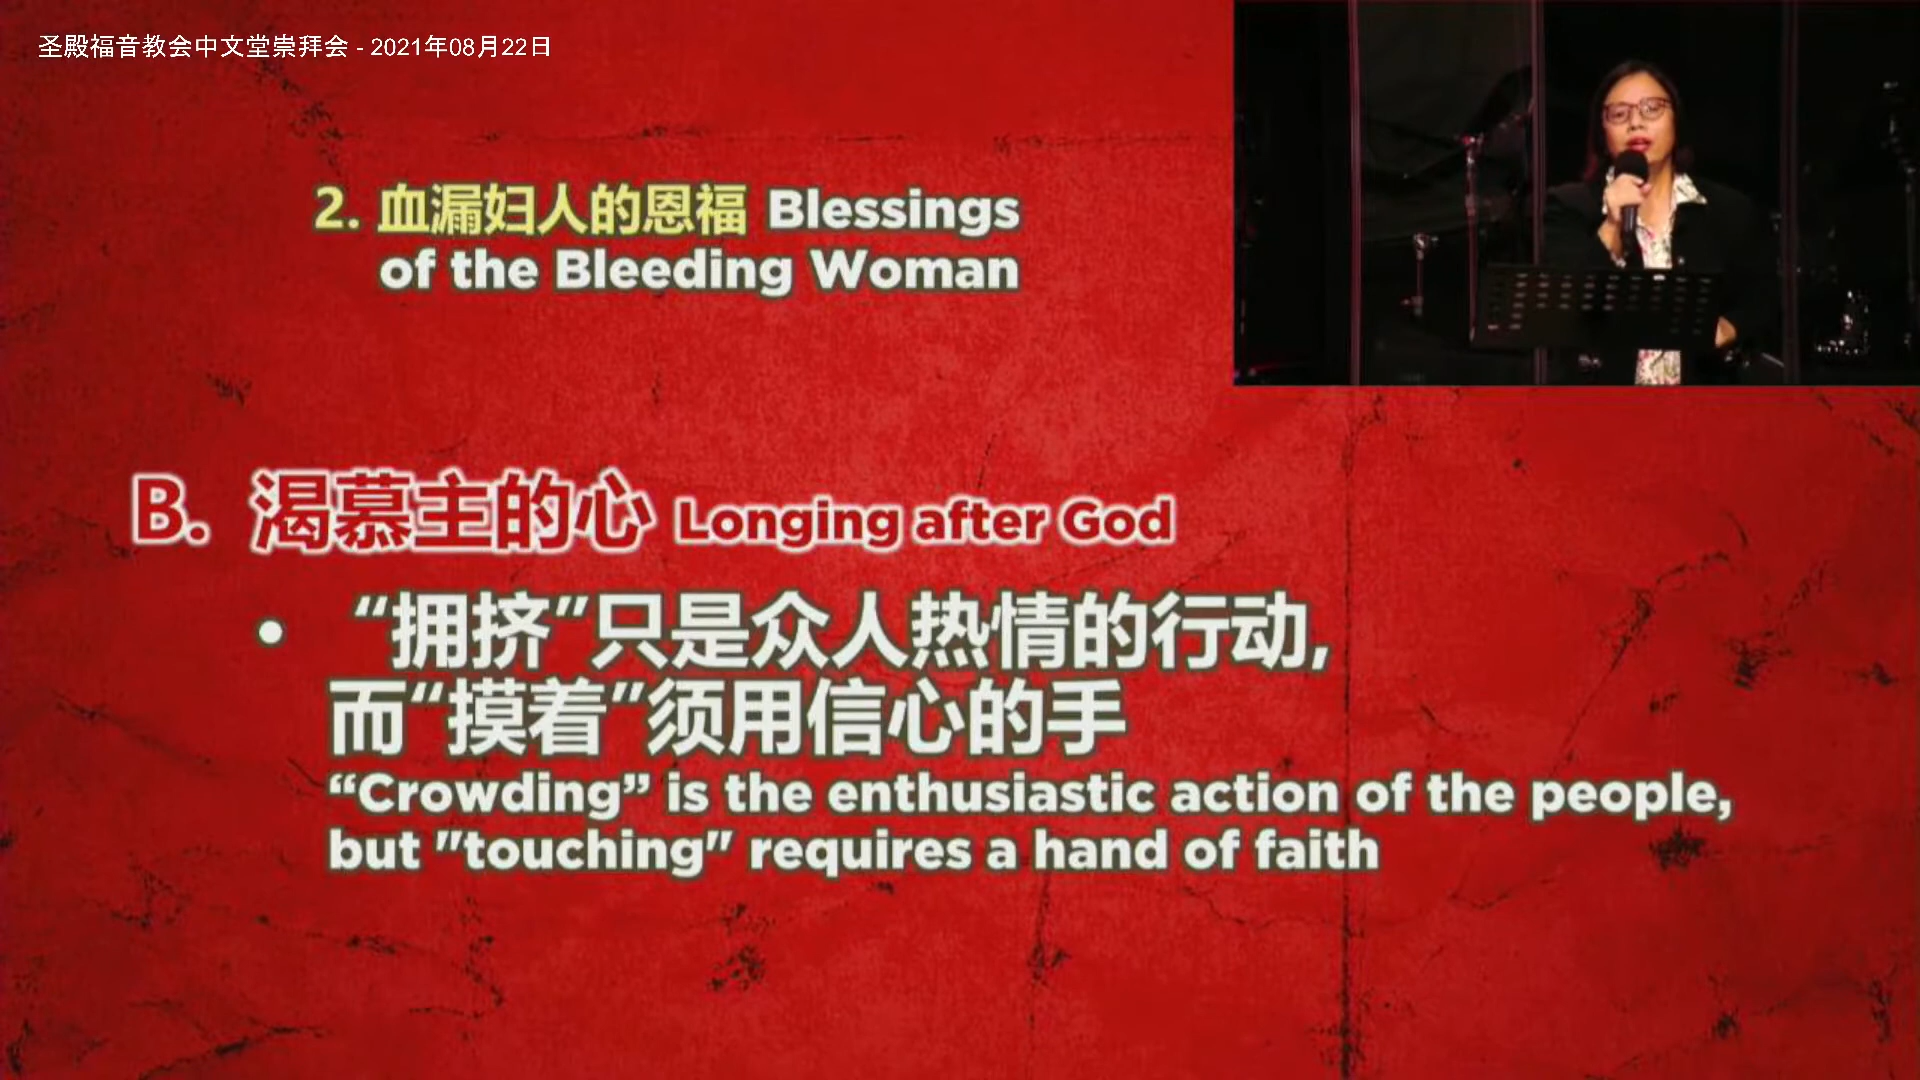 圣殿福音教会中文堂崇拜会 - 2021年08月22日
2. 血漏妇人的恩福 Blessings
of the Bleeding Woman
B. 渴慕主的心 Longing after God
• “拥挤”只是众人热情的行动,
而“摸着”须用信心的手
“Crowding” is the enthusiastic action of the people,
but "touching" requires a hand of faith